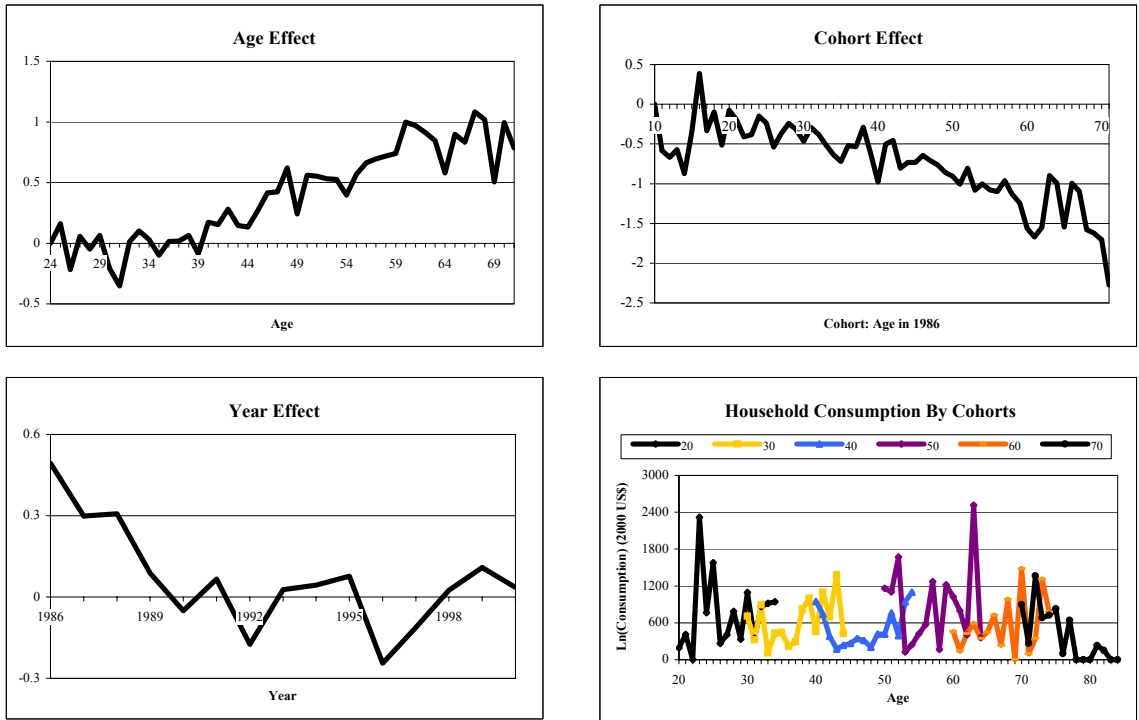 Age Effect
1.5
1
0.5
0
-0.5
24 29 34 39 44 49 54 59 64 69
Age
Cohort Effect
0.5
0
-0.5
-1
-1.5
-2
-2.5
10 20 30 40 50 60 70
Cohort: Age in 1986
Year Effect
0.6
0.3
0
-0.3
1986 1989 1992 1995 1998
Year
Household Consumption By Cohorts
20 30 40 50 60 70
Ln(Consumption) (2000 US$)
3000
2400
1800
1200
600
0
20 30 40 50 60 70 80
Age